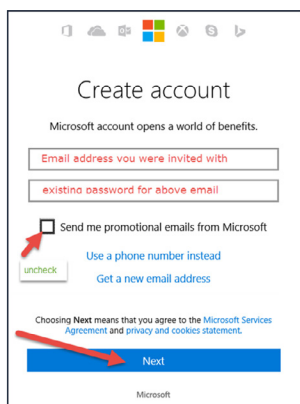 Create account
Microsoft account opens a world of benefits.
Email address you were invited with
existing password for above email
Send me promotional emails from Microsoft
uncheck
Use a phone number instead
Get a new email address
Choosing Next means that you agree to the Microsoft Services
Agreement and privacy and cookies statement.
Next
Microsoft